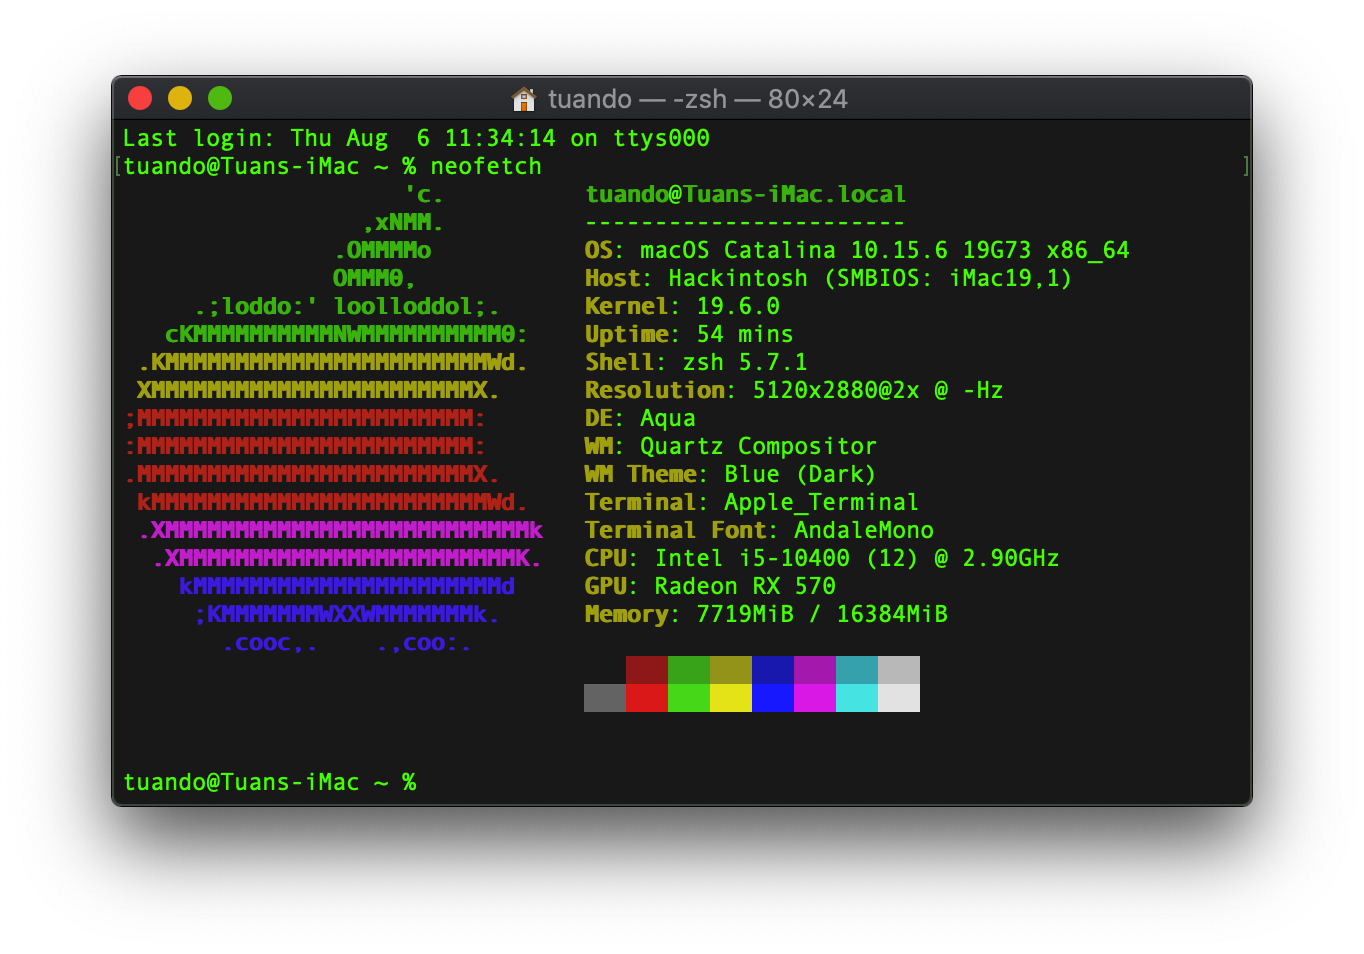 tuando — -zsh — 80×24
Last login: Thu Aug  6 11:34:14 on ttys000
[tuando@Tuans-iMac ~ % neofetch ]
                    'c.          tuando@Tuans-iMac.local
                 ,xNMM.          -----------------------
               .OMMMMo           OS: macOS Catalina 10.15.6 19G73 x86_64
               OMMM0,            Host: Hackintosh (SMBIOS: iMac19,1)
     .;loddo:' loolloddol;.      Kernel: 19.6.0
   cKMMMMMMMMMMNWMMMMMMMMMM0:    Uptime: 54 mins
 .KMMMMMMMMMMMMMMMMMMMMMMMWd.    Shell: zsh 5.7.1
 XMMMMMMMMMMMMMMMMMMMMMMMX.      Resolution: 5120x2880@2x @ -Hz
;MMMMMMMMMMMMMMMMMMMMMMMM:       DE: Aqua
:MMMMMMMMMMMMMMMMMMMMMMMM:       WM: Quartz Compositor
.MMMMMMMMMMMMMMMMMMMMMMMMX.      WM Theme: Blue (Dark)
 kMMMMMMMMMMMMMMMMMMMMMMMMWd.    Terminal: Apple_Terminal
 .XMMMMMMMMMMMMMMMMMMMMMMMMMMk   Terminal Font: AndaleMono
  .XMMMMMMMMMMMMMMMMMMMMMMMMK.   CPU: Intel i5-10400 (12) @ 2.90GHz
    kMMMMMMMMMMMMMMMMMMMMMMd     GPU: Radeon RX 570
     ;KMMMMMMMWXXWMMMMMMMk.      Memory: 7719MiB / 16384MiB
       .cooc,.    .,coo:.
tuando@Tuans-iMac ~ %